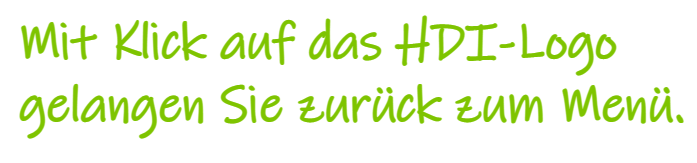 Mit Klick auf das HDI-Logo
gelangen Sie zurück zum Menü.